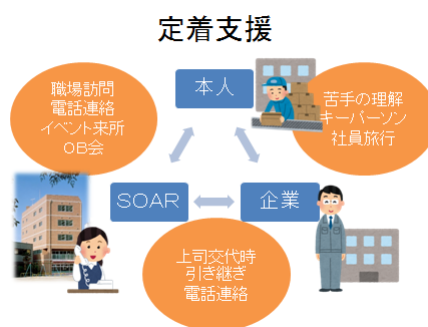 定着支援
職場訪問
電話連絡
イベント来所
OB会
本人
苦手の理解
キーパーソン
社員旅行
SOAR
企業
上司交代時
引き継ぎ
電話連絡